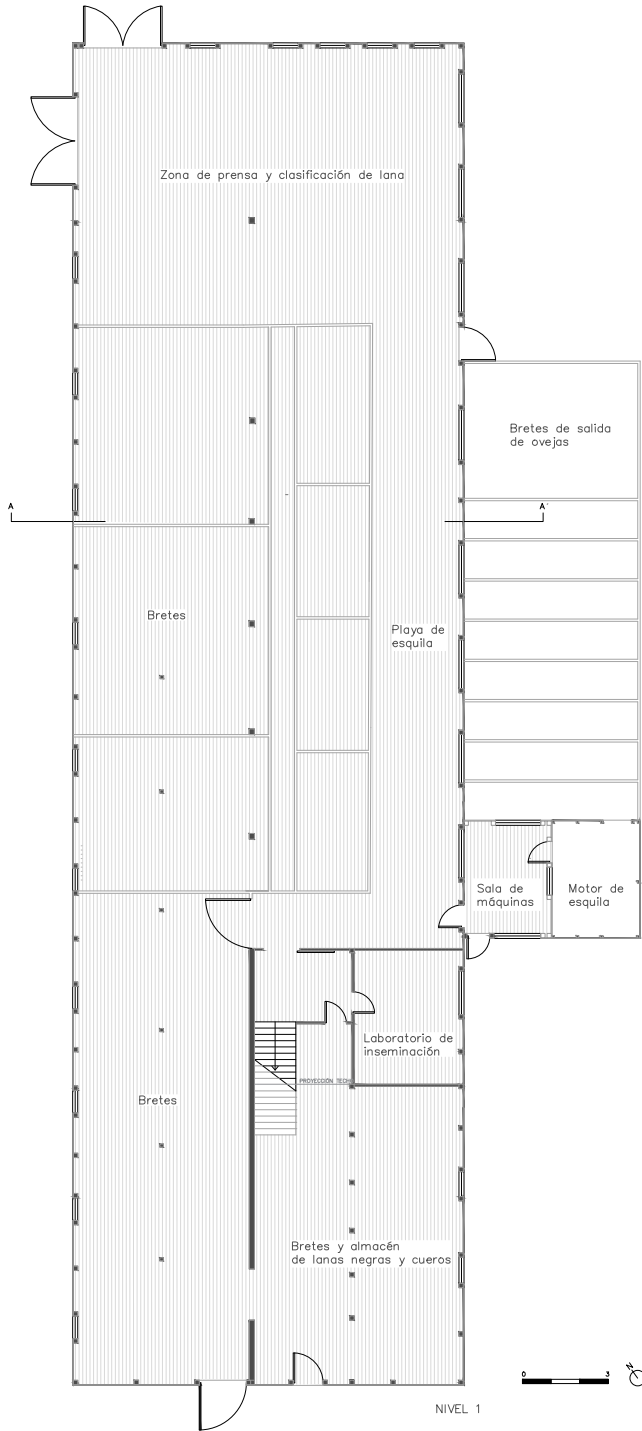 Zona de prensa y clasificación de lana
Bretes de salida
de ovejas
A
A'
Bretes
Playa de
esquila
Sala de
máquinas
Motor de
esquila
Laboratorio de
inseminación
PROYECCIÓN TECH
Bretes
Bretes y almacén
de lanas negras y cueros
0
3
N
NIVEL 1